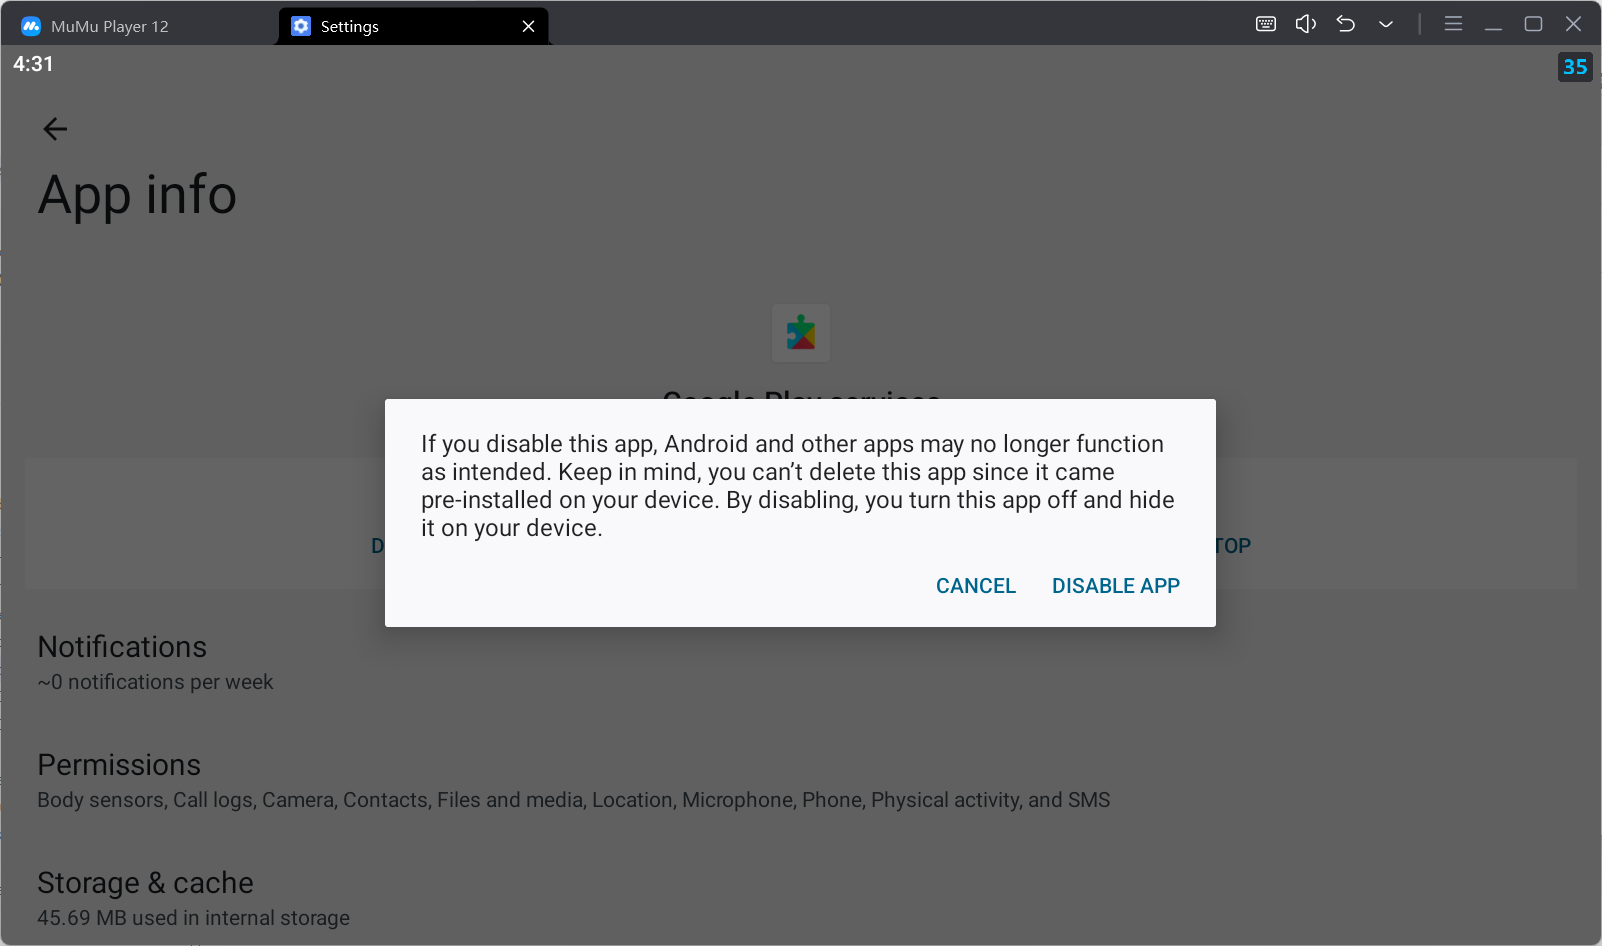 MuMu Player 12
Settings
4:31
35
App info
Google Play services
If you disable this app, Android and other apps may no longer function
as intended. Keep in mind, you can’t delete this app since it came
pre-installed on your device. By disabling, you turn this app off and hide
it on your device.
D
TOP
CANCEL DISABLE APP
Notifications
~0 notifications per week
Permissions
Body sensors, Call logs, Camera, Contacts, Files and media, Location, Microphone, Phone, Physical activity, and SMS
Storage & cache
45.69 MB used in internal storage